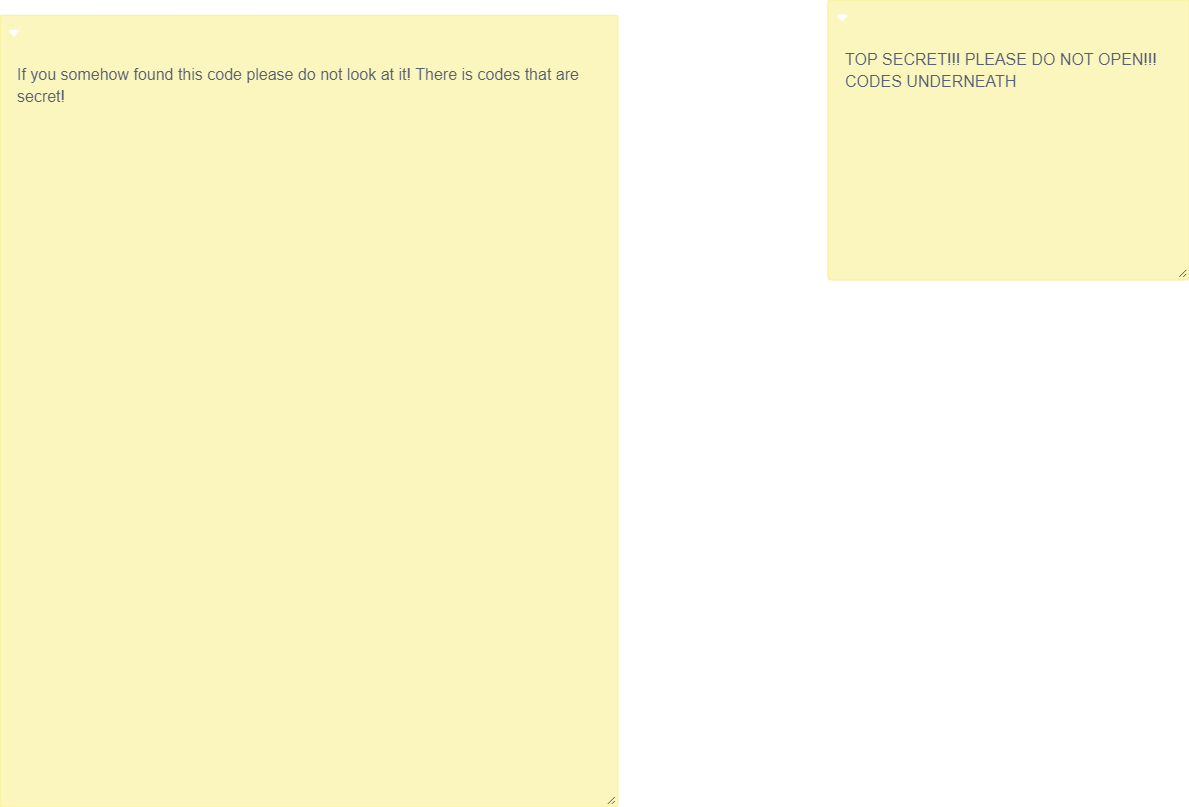 If you somehow found this code please do not look at it! There is codes that are
secret!
TOP SECRET!!! PLEASE DO NOT OPEN!!!
CODES UNDERNEATH